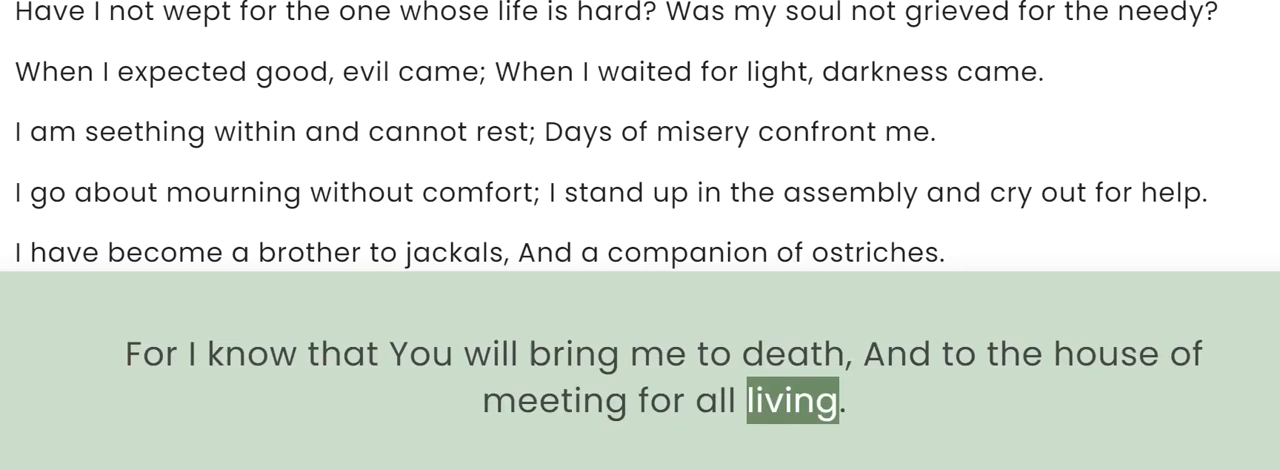 Have I not wept for the one whose life is hard? Was my soul not grieved for the needy?
When I expected good, evil came; When I waited for light, darkness came.
I am seething within and cannot rest; Days of misery confront me.
I go about mourning without comfort; I stand up in the assembly and cry out for help.
I have become a brother to jackals, And a companion of ostriches.
For I know that You will bring me to death, And to the house of
meeting for all living.